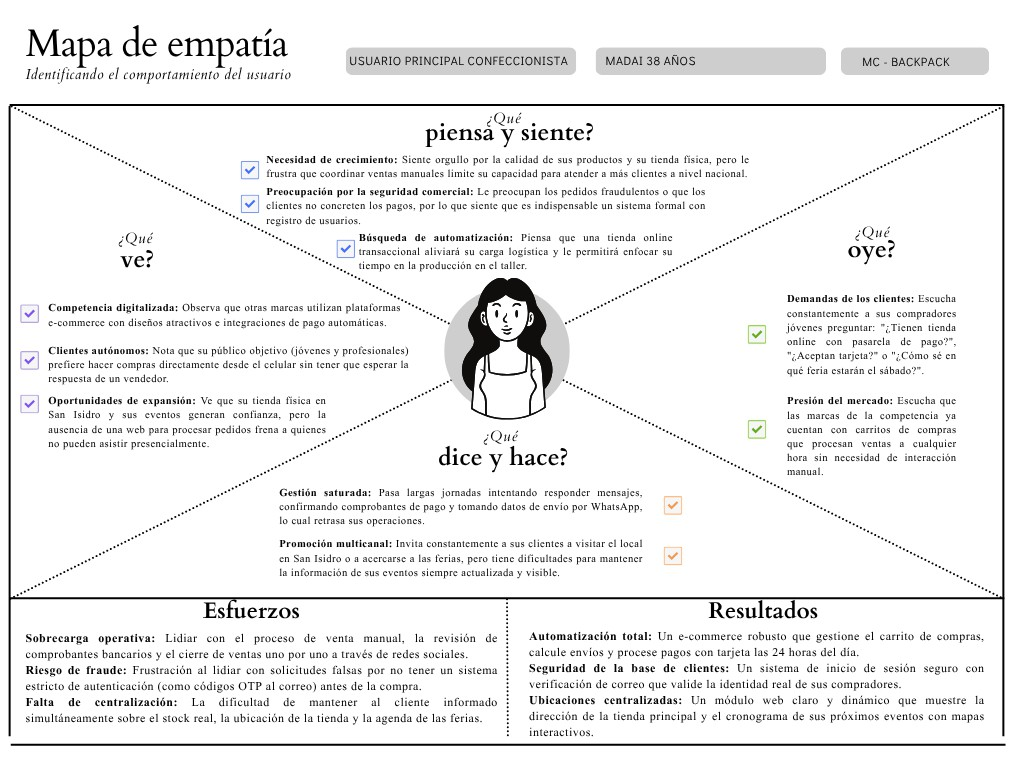 Mapa de empatía
Identificando el comportamiento del usuario
USUARIO PRINCIPAL CONFECCIONISTA
MADAI 38 AÑOS
MC - BACKPACK
¿Qué
piensa y siente?
Necesidad de crecimiento: Siente orgullo por la calidad de sus productos y su tienda física, pero le
frustra que coordinar ventas manuales limite su capacidad para atender a más clientes a nivel nacional.
Preocupación por la seguridad comercial: Le preocupan los pedidos fraudulentos o que los
clientes no concreten los pagos, por lo que siente que es indispensable un sistema formal con
registro de usuarios.
Búsqueda de automatización: Piensa que una tienda online
transaccional aliviará su carga logística y le permitirá enfocar su
tiempo en la producción en el taller.
¿Qué
ve?
Competencia digitalizada: Observa que otras marcas utilizan plataformas
e-commerce con diseños atractivos e integraciones de pago automáticas.
Clientes autónomos: Nota que su público objetivo (jóvenes y profesionales)
prefiere hacer compras directamente desde el celular sin tener que esperar la
respuesta de un vendedor.
Oportunidades de expansión: Ve que su tienda física en
San Isidro y sus eventos generan confianza, pero la
ausencia de una web para procesar pedidos frena a quienes
no pueden asistir presencialmente.
¿Qué
oye?
Demandas de los clientes: Escucha
constantemente a sus compradores
jóvenes preguntar: "¿Tienen tienda
online con pasarela de pago?",
"¿Aceptan tarjeta?" o "¿Cómo sé en
qué feria estarán el sábado?".
Presión del mercado: Escucha que
las marcas de la competencia ya
cuentan con carritos de compras
que procesan ventas a cualquier
hora sin necesidad de interacción
manual.
¿Qué
dice y hace?
Gestión saturada: Pasa largas jornadas intentando responder mensajes,
confirmando comprobantes de pago y tomando datos de envío por WhatsApp,
lo cual retrasa sus operaciones.
Promoción multicanal: Invita constantemente a sus clientes a visitar el local
en San Isidro o a acercarse a las ferias, pero tiene dificultades para mantener
la información de sus eventos siempre actualizada y visible.
Esfuerzos
Sobrecarga operativa: Lidiar con el proceso de venta manual, la revisión de
comprobantes bancarios y el cierre de ventas uno por uno a través de redes sociales.
Riesgo de fraude: Frustración al lidiar con solicitudes falsas por no tener un sistema
estricto de autenticación (como códigos OTP al correo) antes de la compra.
Falta de centralización: La dificultad de mantener al cliente informado
simultáneamente sobre el stock real, la ubicación de la tienda y la agenda de las ferias.
Resultados
Automatización total: Un e-commerce robusto que gestione el carrito de compras,
calcule envíos y procese pagos con tarjeta las 24 horas del día.
Seguridad de la base de clientes: Un sistema de inicio de sesión seguro con
verificación de correo que valide la identidad real de sus compradores.
Ubicaciones centralizadas: Un módulo web claro y dinámico que muestre la
dirección de la tienda principal y el cronograma de sus próximos eventos con mapas
interactivos.